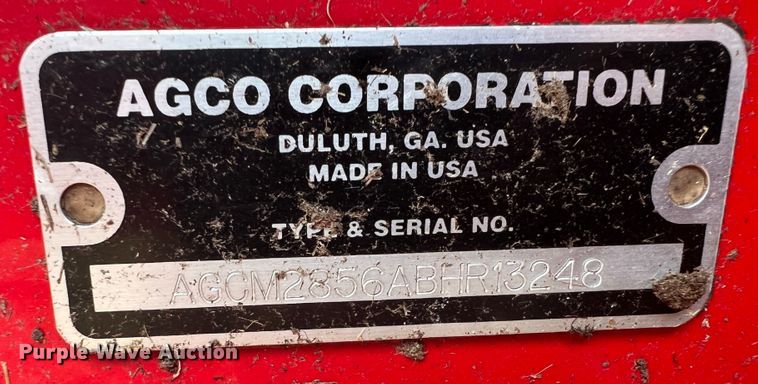 AGCO CORPORATION
DULUTH, GA. USA
MADE IN USA
TYPE & SERIAL NO.
AGCM2856ABHR13248
Purple Wave Auction